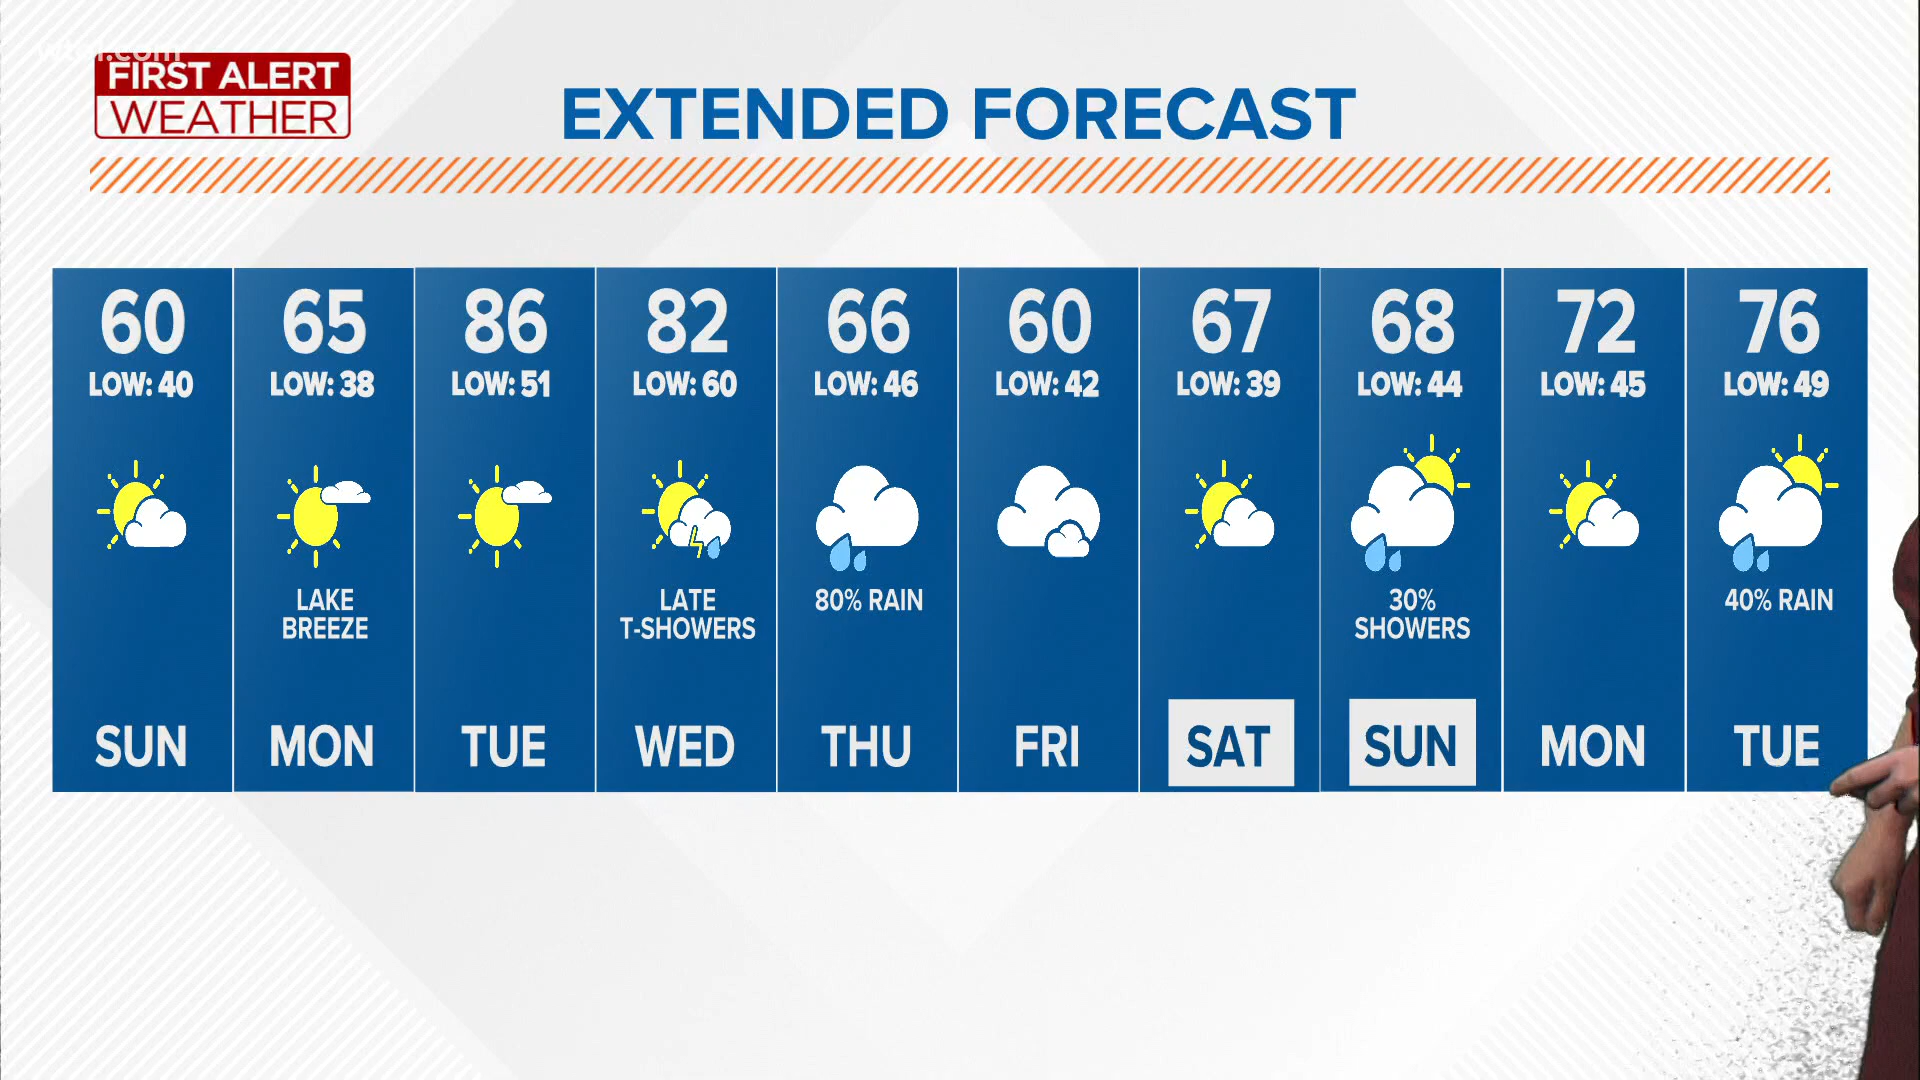 FIRST ALERT
WEATHER
EXTENDED FORECAST
60
LOW: 40
SUN
65
LOW: 38
LAKE
BREEZE
MON
86
LOW: 51
TUE
82
LOW: 60
LATE
T-SHOWERS
WED
66
LOW: 46
80% RAIN
THU
60
LOW: 42
FRI
67
LOW: 39
SAT
68
LOW: 44
30%
SHOWERS
SUN
72
LOW: 45
MON
76
LOW: 49
40% RAIN
TUE